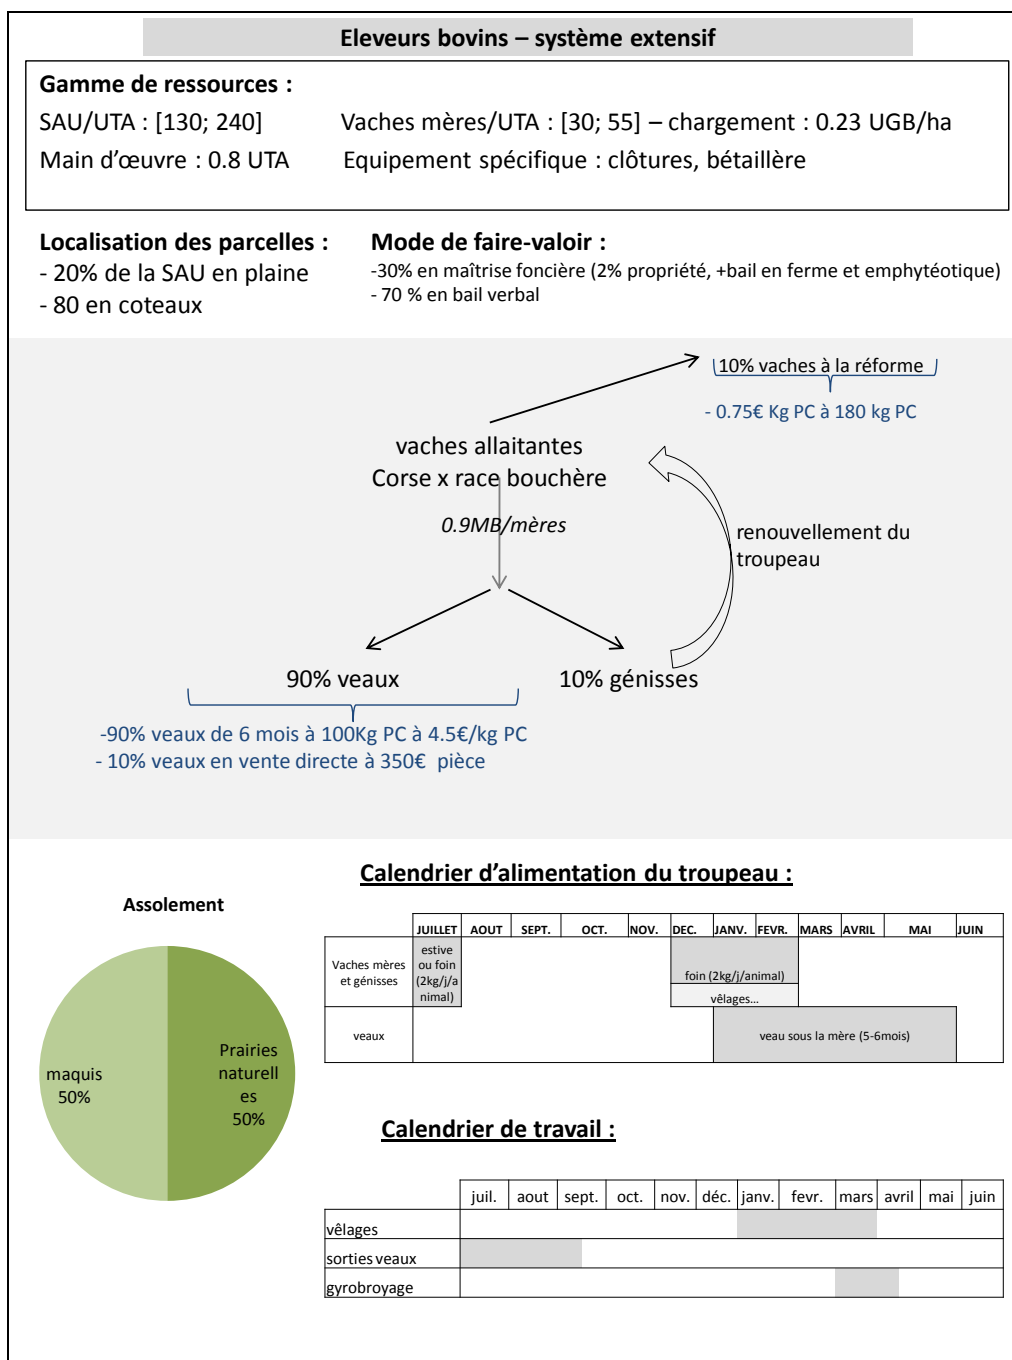 Eleveurs bovins – système extensif
Gamme de ressources :
SAU/UTA : [130; 240] Vaches mères/UTA : [30; 55] – chargement : 0.23 UGB/ha
Main d’œuvre : 0.8 UTA Equipement spécifique : clôtures, bétaillère
Localisation des parcelles :
- 20% de la SAU en plaine
- 80 en coteaux
Mode de faire-valoir :
-30% en maîtrise foncière (2% propriété, +bail en ferme et emphytéotique)
- 70 % en bail verbal
10% vaches à la réforme
- 0.75€ Kg PC à 180 kg PC
vaches allaitantes
Corse x race bouchère
0.9MB/mères
renouvellement du
troupeau
90% veaux
10% génisses
-90% veaux de 6 mois à 100Kg PC à 4.5€/kg PC
- 10% veaux en vente directe à 350€ pièce
Assolement
maquis
50%
Prairies
naturell
es
50%
Calendrier d’alimentation du troupeau :
JUILLET AOUT SEPT. OCT. NOV. DEC. JANV. FEVR. MARS AVRIL MAI JUIN
Vaches mères
et génisses
estive
ou foin
(2kg/j/a
nimal)
foin (2kg/j/animal)
vêlages...
veaux
veau sous la mère (5-6mois)
Calendrier de travail :
juil. aout sept. oct. nov. déc. janv. fevr. mars avril mai juin
vêlages
sorties veaux
gyrobroyage